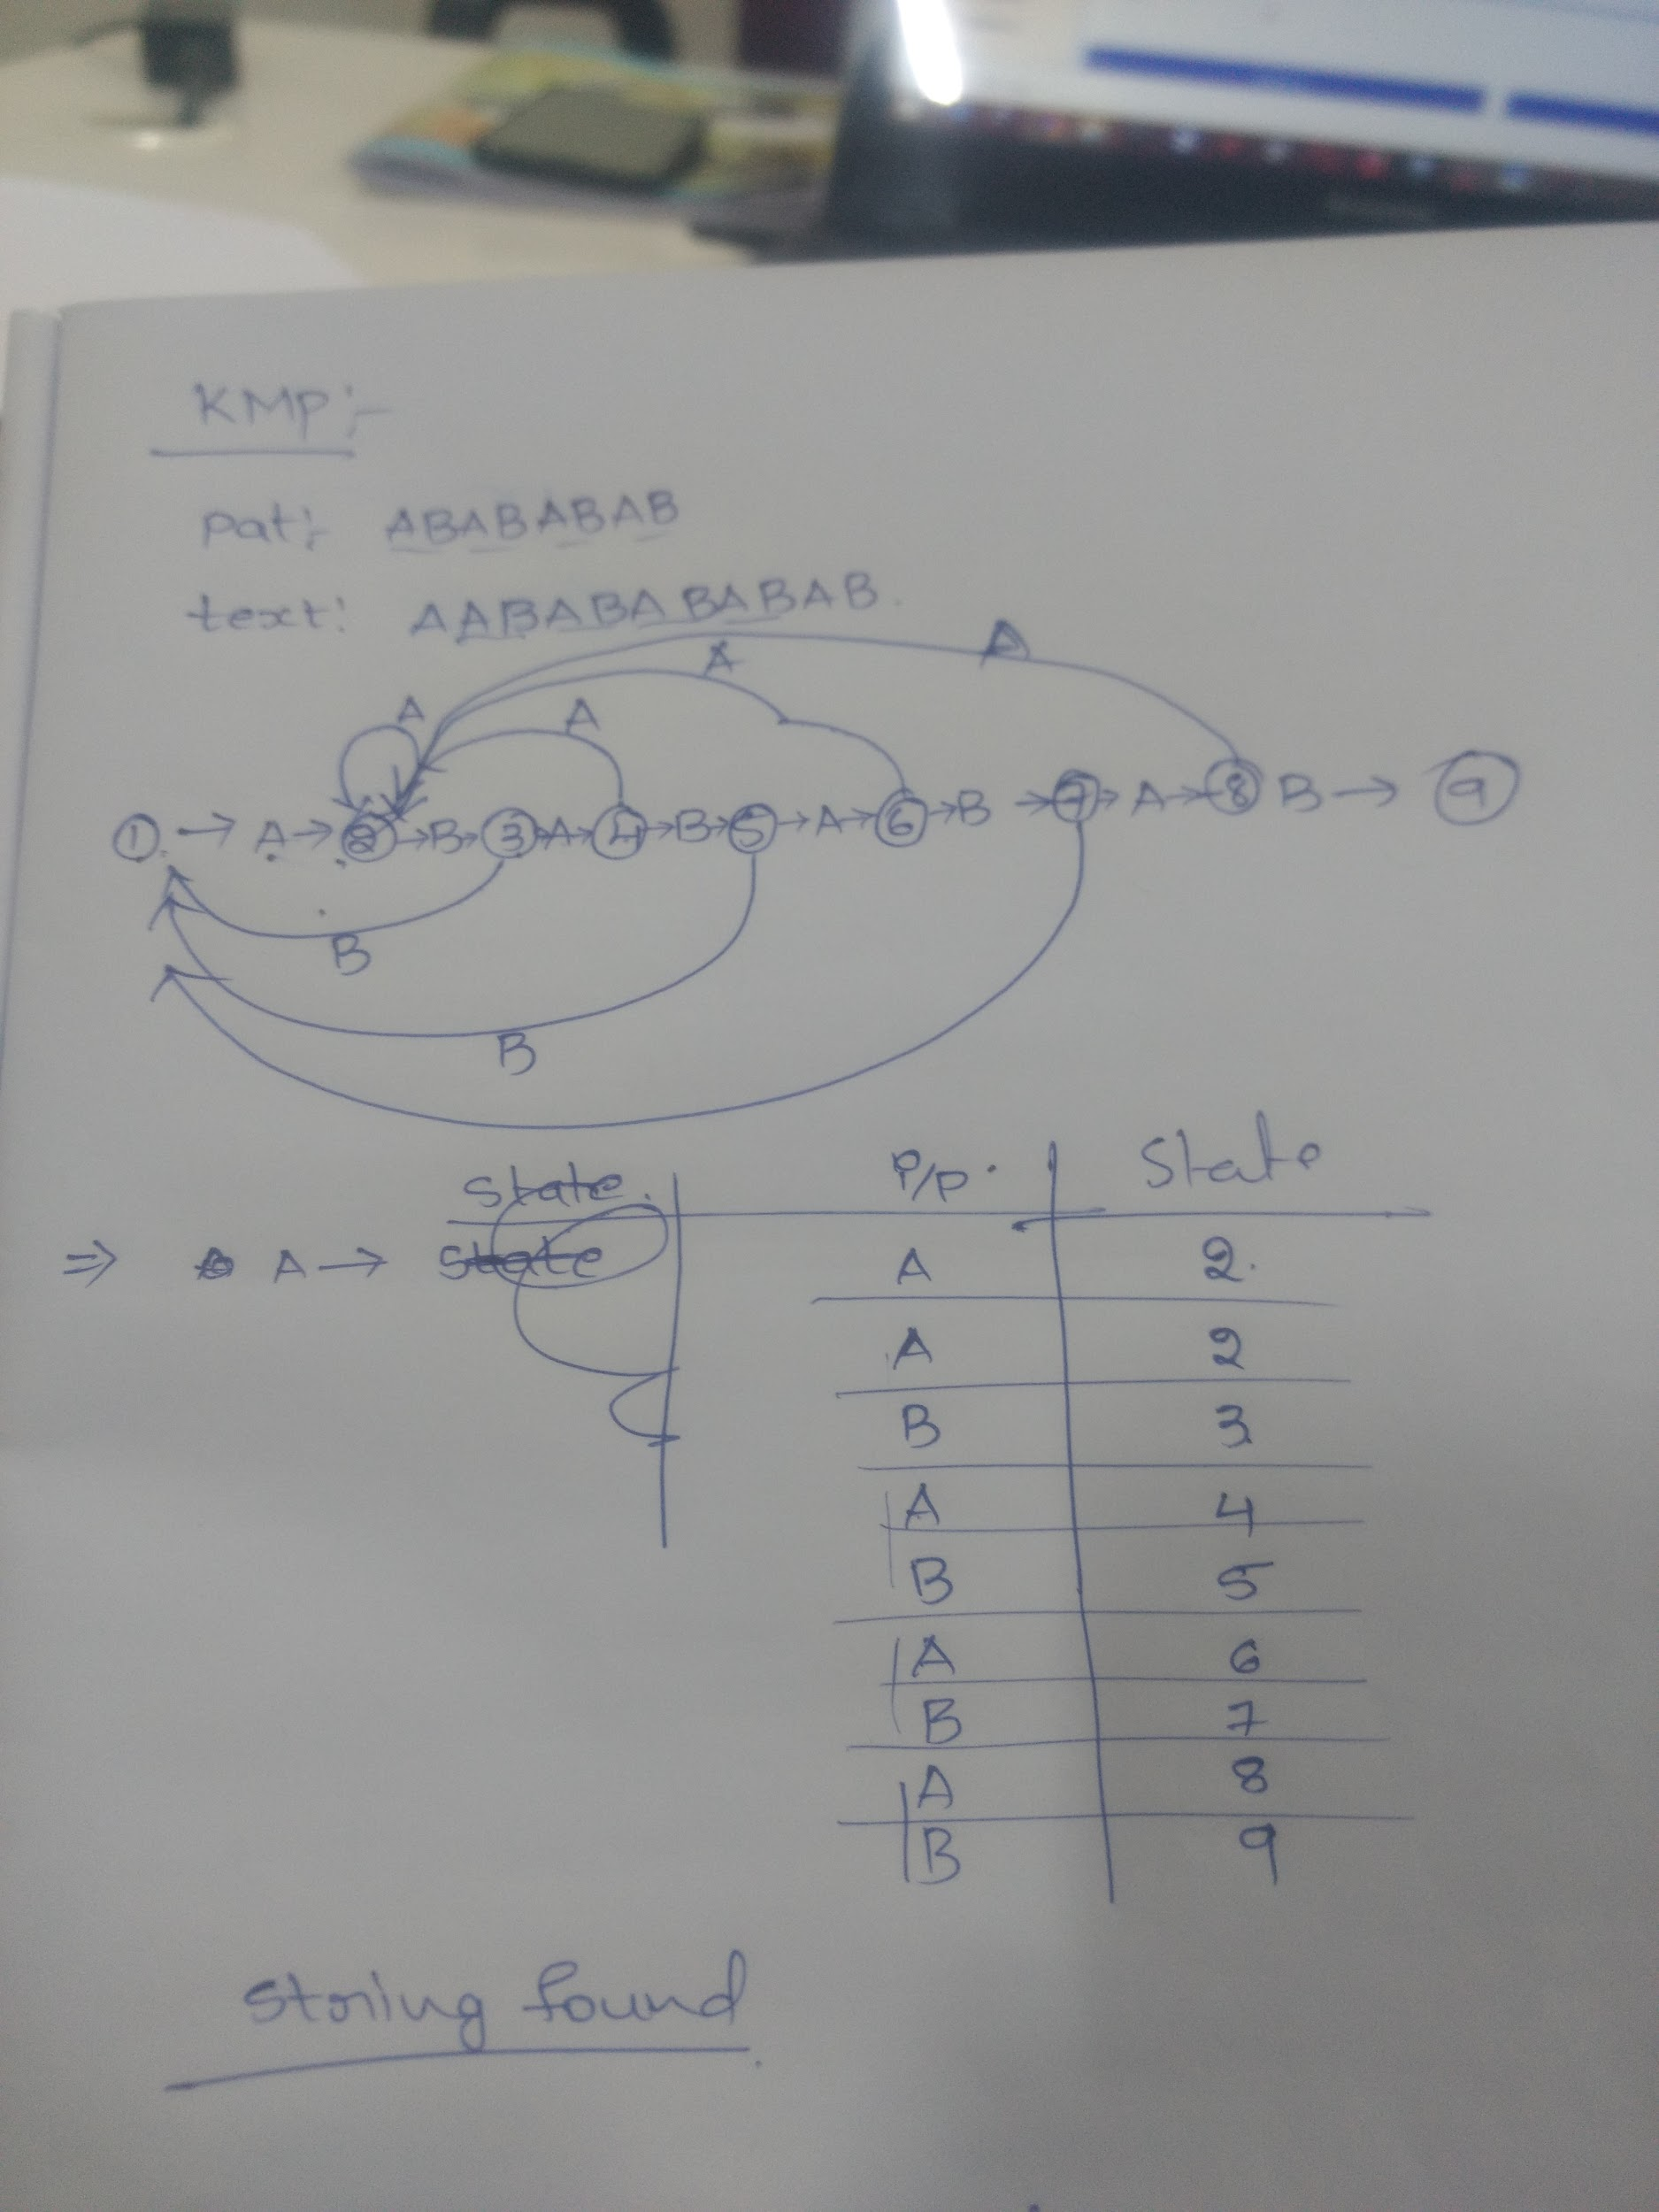 KMP:-
pat:- ABABABAB
text: AABABABABAB.
A A A A
1 → A → 2 → B → 3 A → 4 → B → 5 → A → 6 → B → 7 → A → 8 B → 9
B
B
State. i/p. State
⇒ A → State
A 2.
A 2
B 3
A 4
B 5
A 6
B 7
A 8
B 9
String found